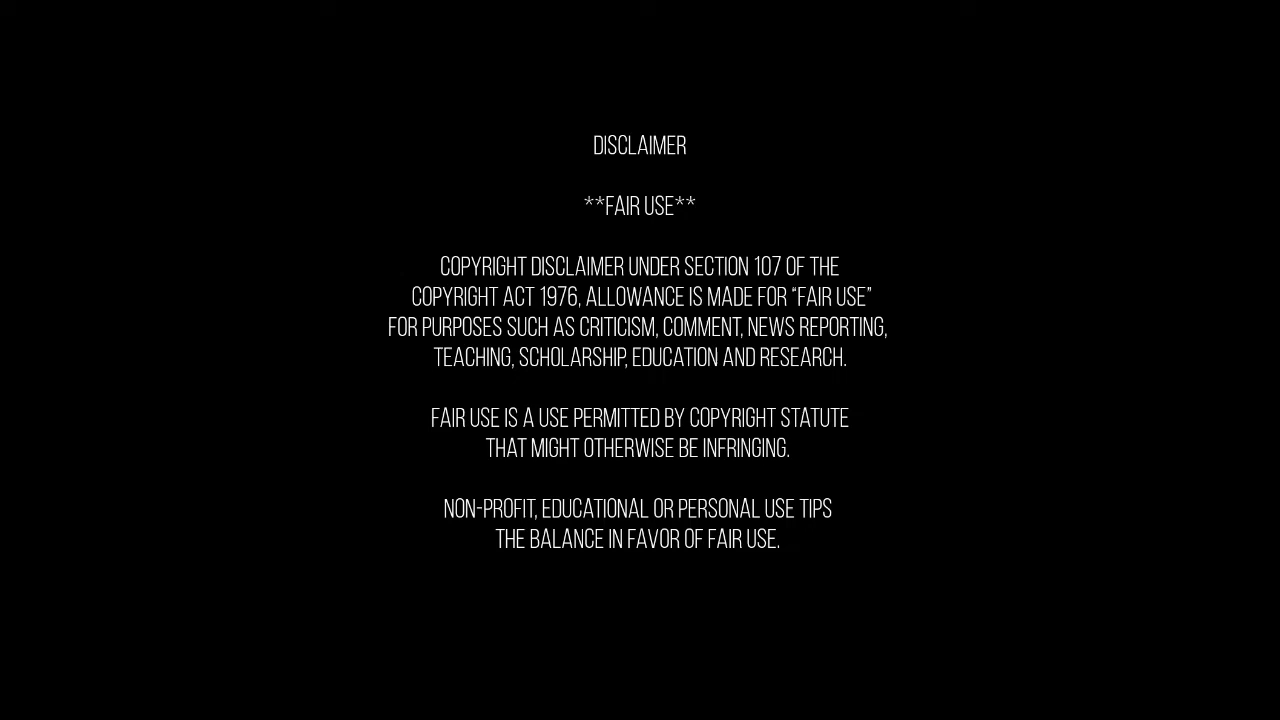 DISCLAIMER
**FAIR USE**
COPYRIGHT DISCLAIMER UNDER SECTION 107 OF THE
COPYRIGHT ACT 1976, ALLOWANCE IS MADE FOR “FAIR USE”
FOR PURPOSES SUCH AS CRITICISM, COMMENT, NEWS REPORTING,
TEACHING, SCHOLARSHIP, EDUCATION AND RESEARCH.
FAIR USE IS A USE PERMITTED BY COPYRIGHT STATUTE
THAT MIGHT OTHERWISE BE INFRINGING.
NON-PROFIT, EDUCATIONAL OR PERSONAL USE TIPS
THE BALANCE IN FAVOR OF FAIR USE.